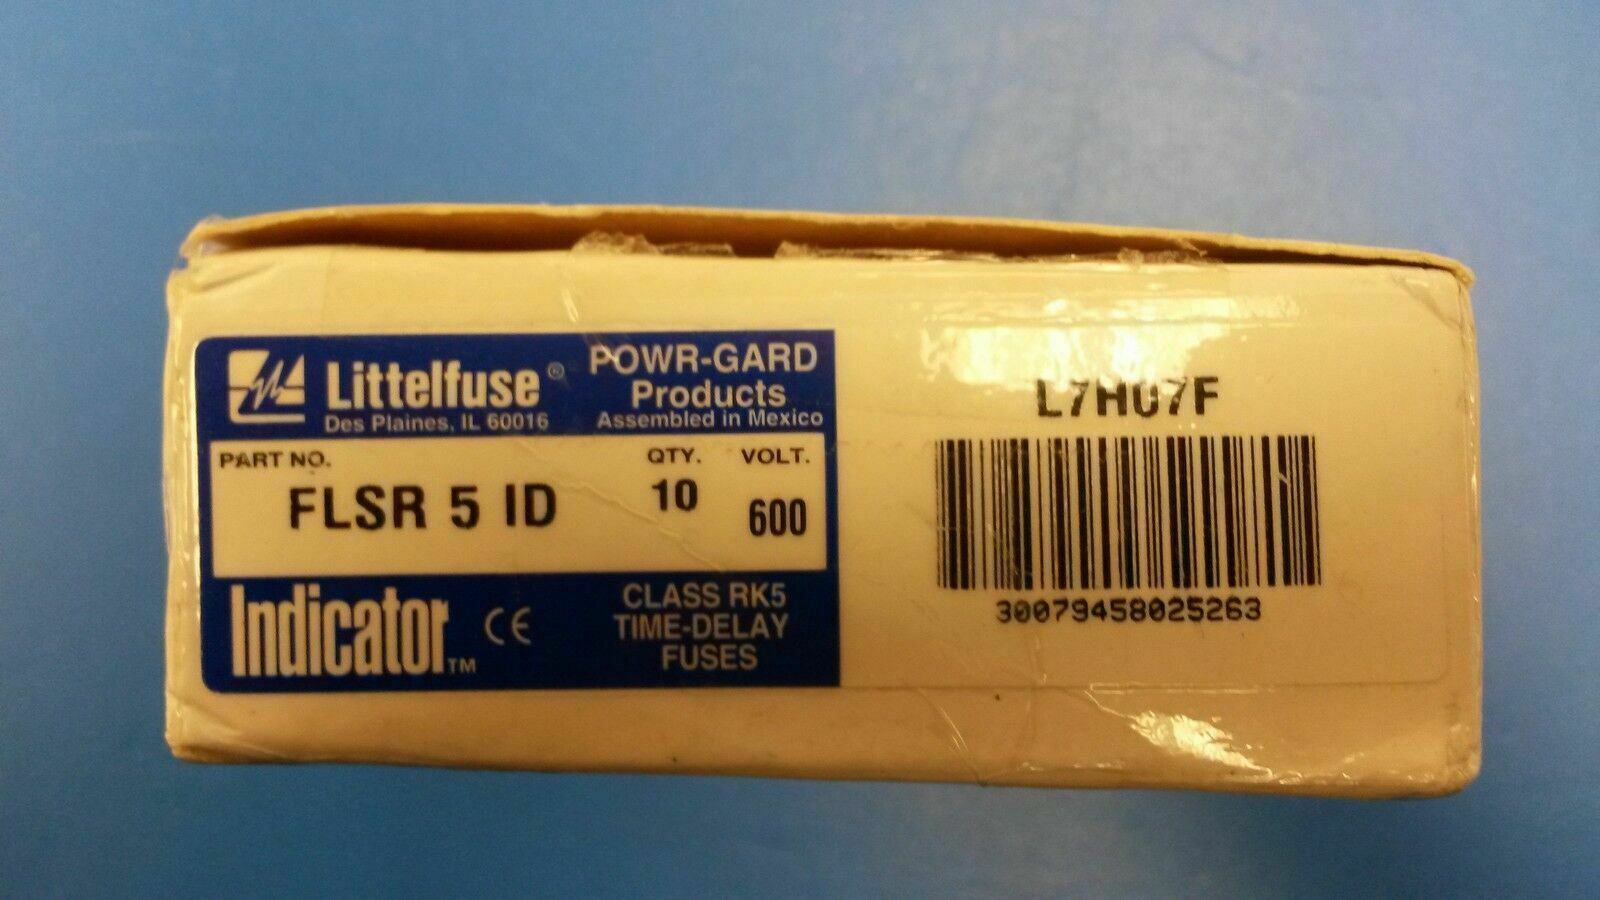 Littelfuse®
Des Plaines, IL 60016
POWR-GARD
Products
Assembled in Mexico
PART NO.
QTY.
VOLT.
FLSR 5 ID
10
600
Indicator™
CE
CLASS RK5
TIME-DELAY
FUSES
L7H07F
30079458025263